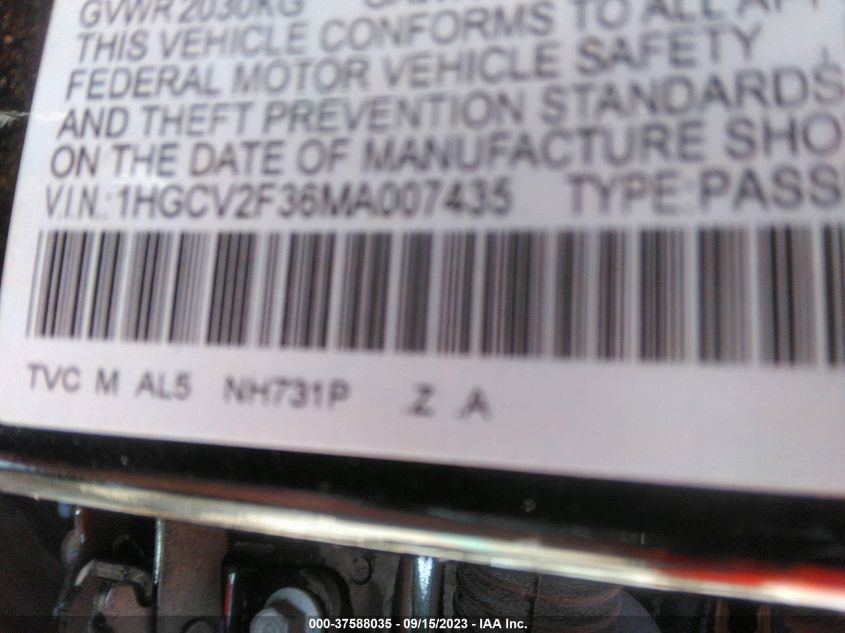 GVWR 2030KG
THIS VEHICLE CONFORMS TO ALL
FEDERAL MOTOR VEHICLE SAFETY
AND THEFT PREVENTION STANDARDS
ON THE DATE OF MANUFACTURE SHO
V.I.N.: 1HGCV2F36MA007435 TYPE: PASS
TVC M AL5 NH731P .Z .A
000-37588035 - 09/15/2023 - IAA Inc.